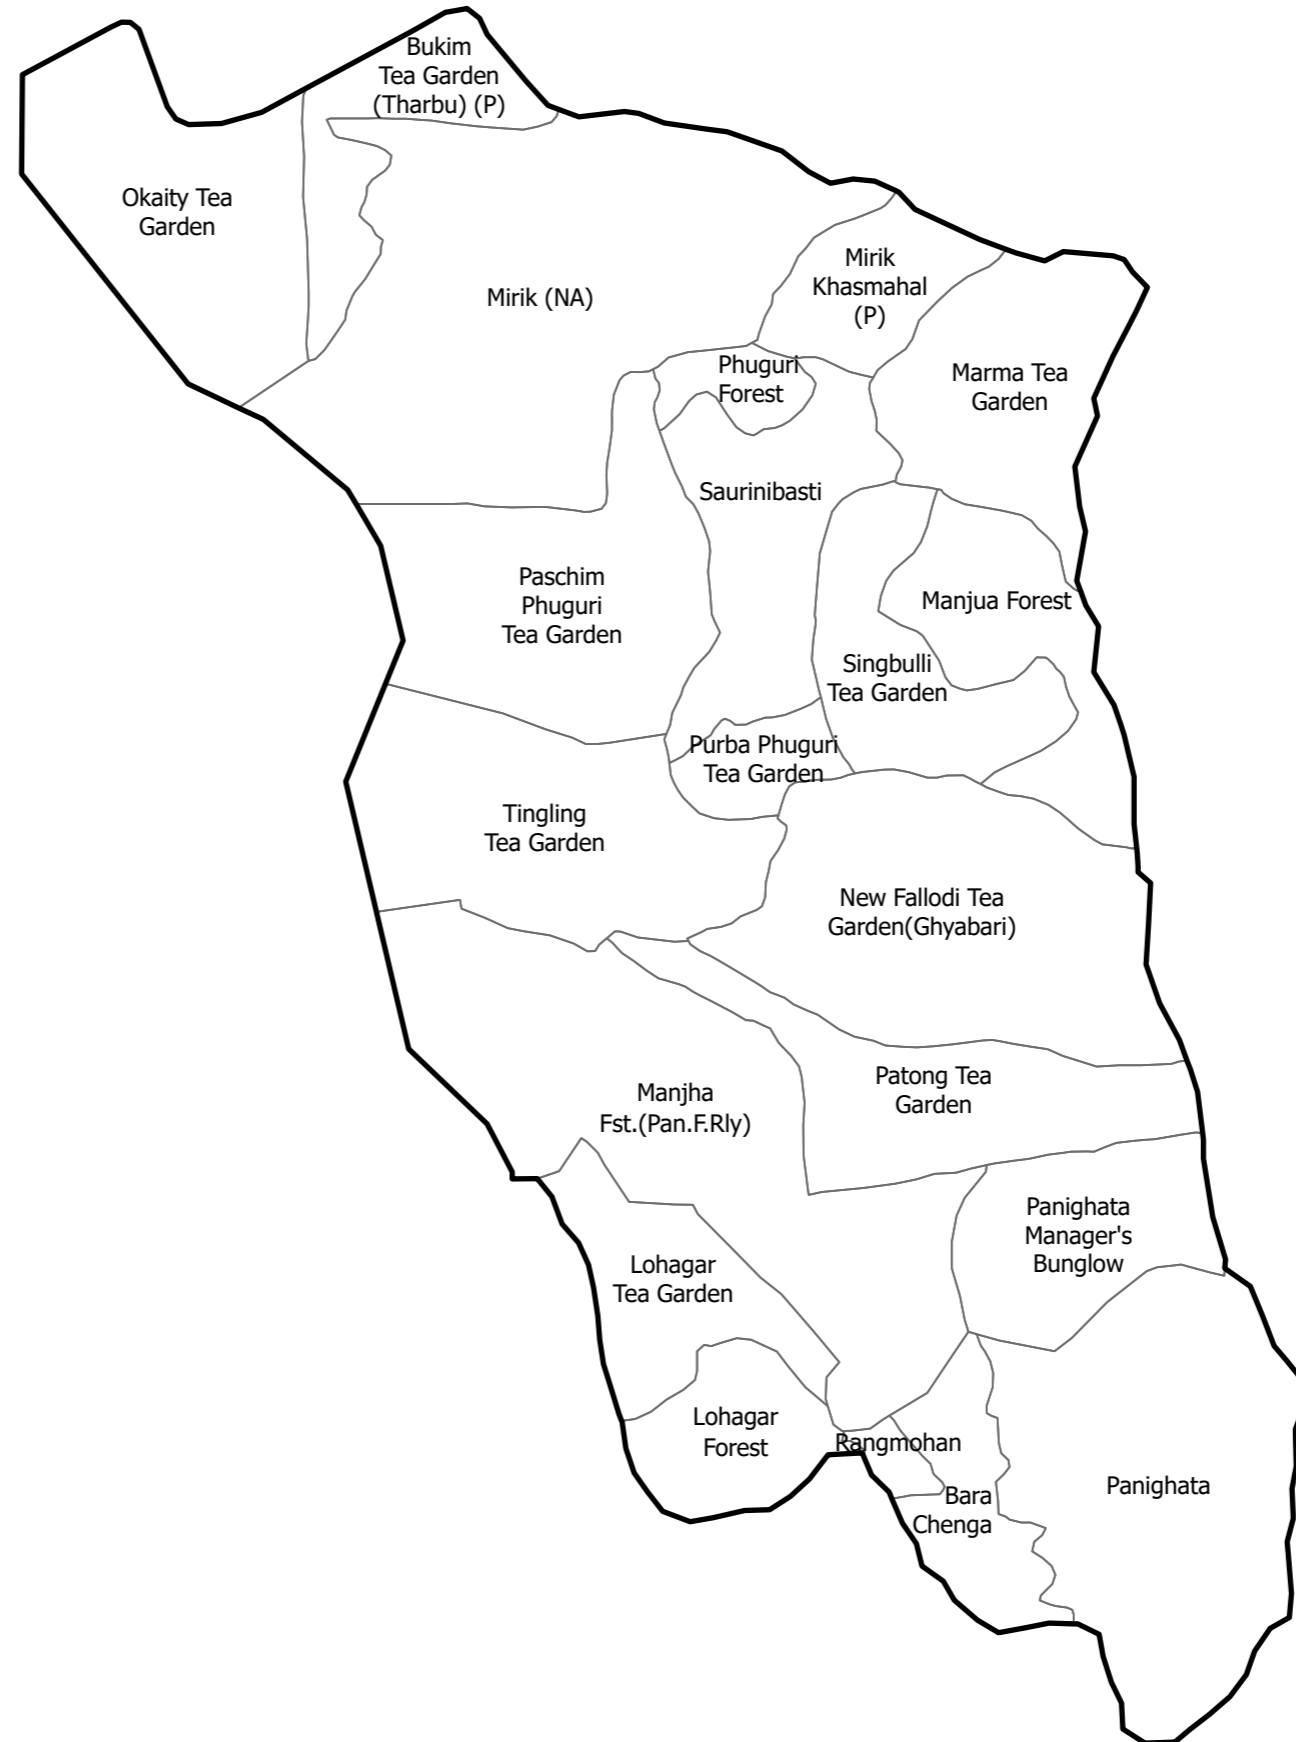 Bukim
Tea Garden
(Tharbu) (P)
Okaity Tea
Garden
Mirik
Khasmahal
(P)
Mirik (NA)
Phuguri
Forest
Marma Tea
Garden
Saurinibasti
Paschim
Phuguri
Tea Garden
Manjua Forest
Singbulli
Tea Garden
Purba Phuguri
Tea Garden
Tingling
Tea Garden
New Fallodi Tea
Garden(Ghyabari)
Patong Tea
Garden
Manjha
Fst.(Pan.F.Rly)
Panighata
Manager's
Bunglow
Lohagar
Tea Garden
Lohagar
Forest
Rangmohan
Bara
Chenga
Panighata